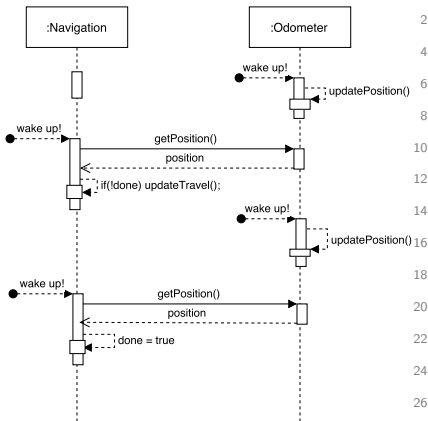 :Navigation
:Odometer
2
4
wake up!
6
updatePosition()
8
wake up!
getPosition()
10
position
12
if(!done) updateTravel();
14
wake up!
updatePosition()
16
18
wake up!
getPosition()
20
position
22
done = true
24
26